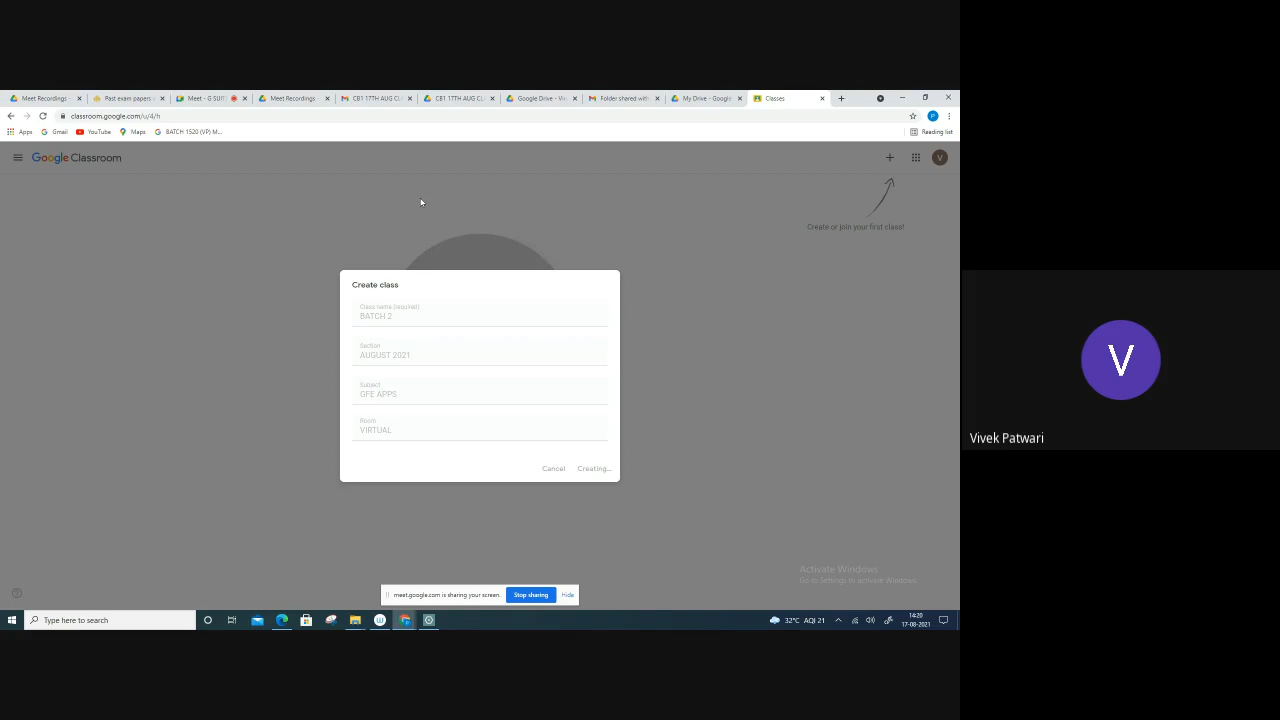 Meet Recordings -
Past exam papers -
Meet - G SUIT
Meet Recordings -
CB1 17TH AUG CL
CB1 17TH AUG CL
Google Drive - Vir
Folder shared with
My Drive - Google
Classes
classroom.google.com/u/4/h
P
Apps
Gmail
YouTube
Maps
BATCH 1520 (VP) M...
Reading list
Google Classroom
V
Create or join your first class!
Create class
Class name (required)
BATCH 2
Section
AUGUST 2021
Subject
GFE APPS
Room
VIRTUAL
Cancel
Creating...
Activate Windows
Go to Settings to activate Windows.
meet.google.com is sharing your screen.
Stop sharing
Hide
Type here to search
32°C AQI 21
14:20
17-08-2021
V
Vivek Patwari